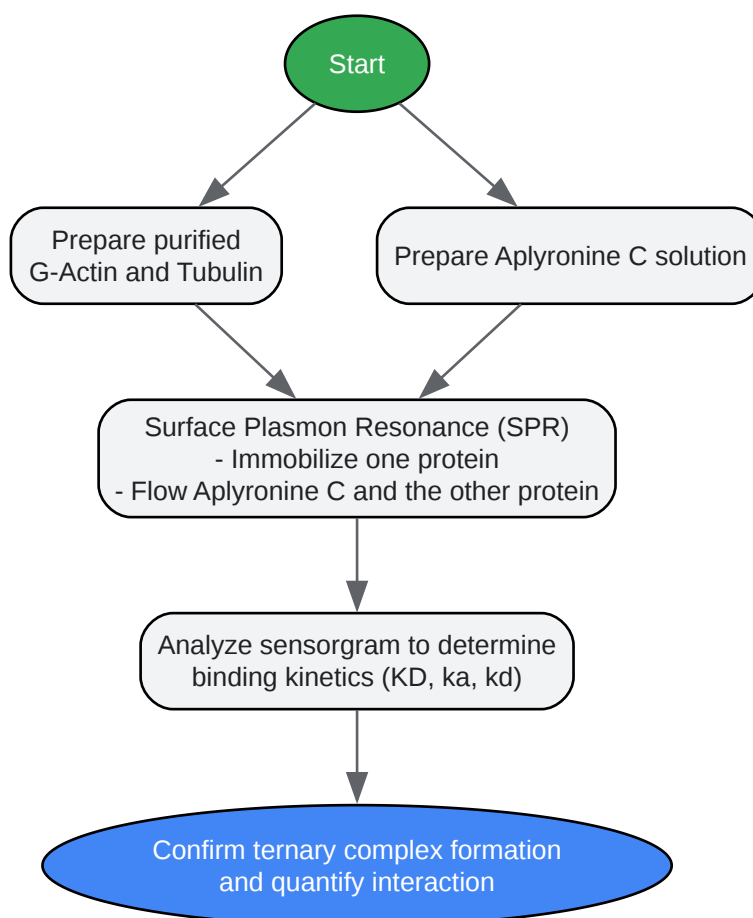 Start
Prepare purified
G-Actin and Tubulin
Prepare Aplyronine C solution
Surface Plasmon Resonance (SPR)
- Immobilize one protein
- Flow Aplyronine C and the other protein
Analyze sensorgram to determine
binding kinetics (KD, ka, kd)
Confirm ternary complex formation
and quantify interaction